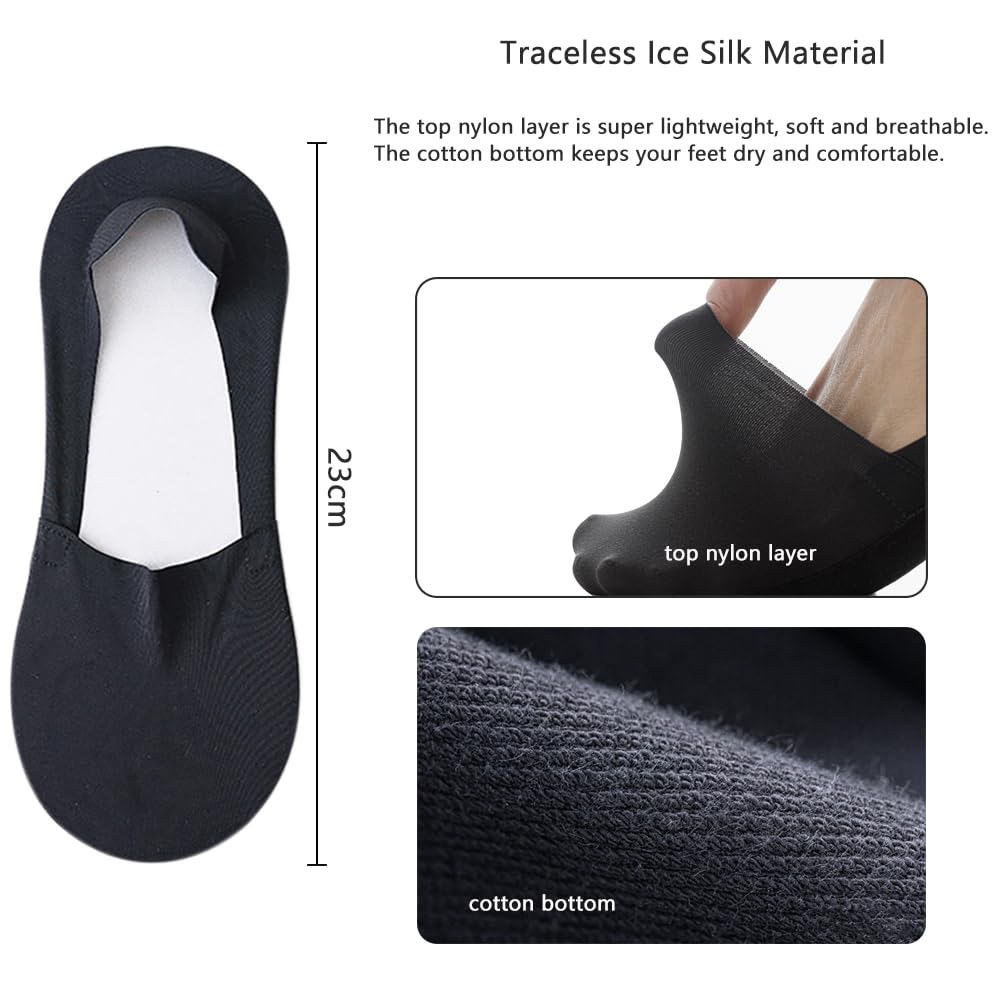 Traceless Ice Silk Material
The top nylon layer is super lightweight, soft and breathable.
The cotton bottom keeps your feet dry and comfortable.
23cm
top nylon layer
cotton bottom